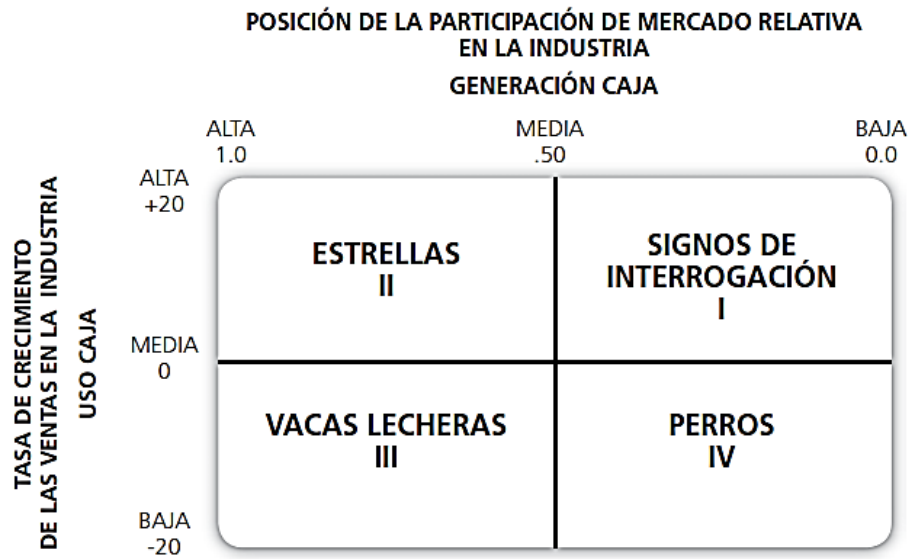 POSICIÓN DE LA PARTICIPACIÓN DE MERCADO RELATIVA
EN LA INDUSTRIA
GENERACIÓN CAJA
ALTA
1.0
MEDIA
.50
BAJA
0.0
TASA DE CRECIMIENTO
DE LAS VENTAS EN LA INDUSTRIA
USO CAJA
ALTA
+20
MEDIA
0
BAJA
-20
ESTRELLAS
II
SIGNOS DE
INTERROGACIÓN
I
VACAS LECHERAS
III
PERROS
IV